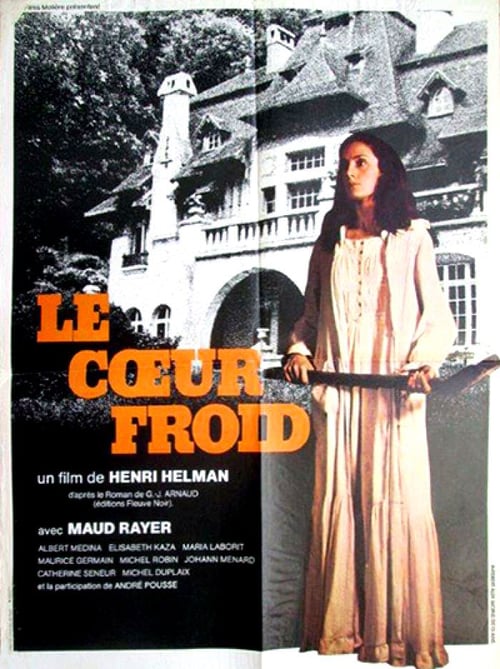 Molière présentent
LE
CŒUR
FROID
un film de HENRI HELMAN
d'après le Roman de G.-J. ARNAUD
(éditions Fleuve Noir).
avec MAUD RAYER
ALBERT MEDINA ELISABETH KAZA MARIA LABORIT
MAURICE GERMAIN MICHEL ROBIN JOHANN MENARD
CATHERINE SENEUR MICHEL DUPLAIX
et la participation de ANDRÉ POUSSE